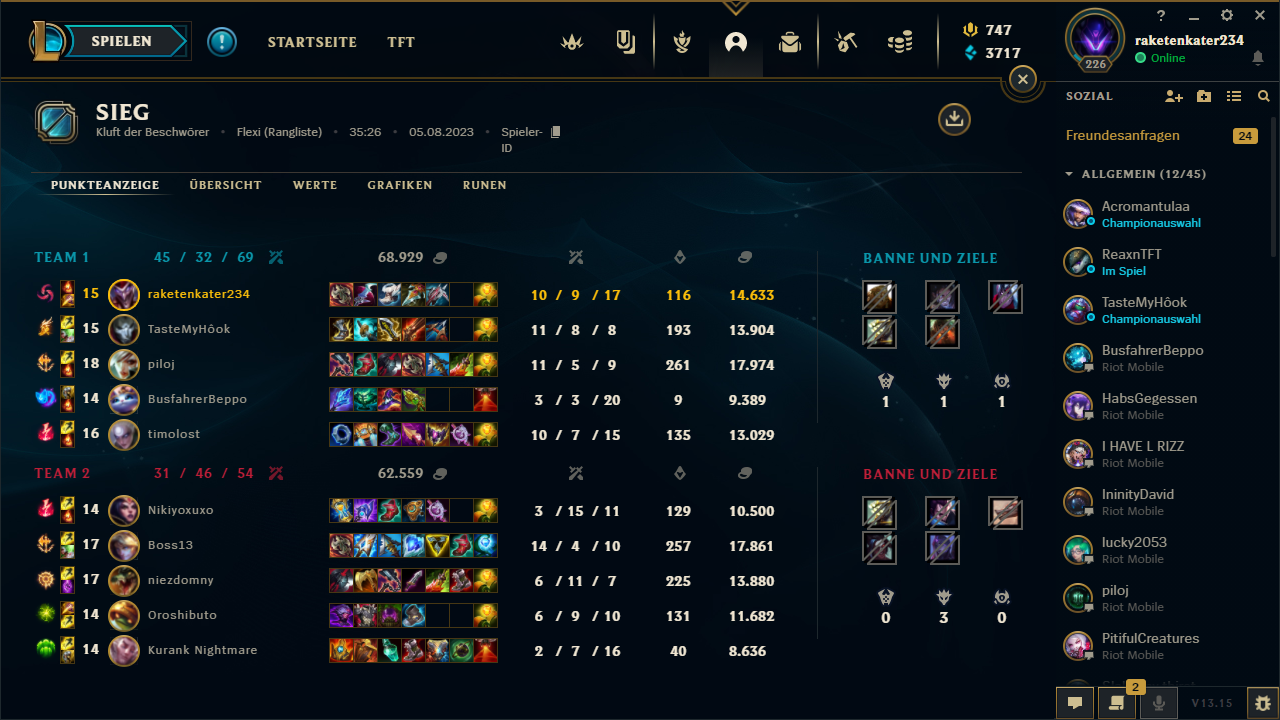 SPIELEN STARTSEITE TFT 747 3717 ? raketenkater234 226 Online
SIEG
Kluft der Beschwörer • Flexi (Rangliste) • 35:26 • 05.08.2023 • Spieler-
ID
PUNKTEANZEIGE ÜBERSICHT WERTE GRAFIKEN RUNEN
TEAM 1 45 / 32 / 69 68.929 BANNE UND ZIELE
15 raketenkater234 10 / 9 / 17 116 14.633
15 TasteMyHôok 11 / 8 / 8 193 13.904
18 piloj 11 / 5 / 9 261 17.974
14 BusfahrerBeppo 3 / 3 / 20 9 9.389
1 1 1
16 timolost 10 / 7 / 15 135 13.029
TEAM 2 31 / 46 / 54 62.559 BANNE UND ZIELE
14 Nikiyoxuxo 3 / 15 / 11 129 10.500
17 Boss13 14 / 4 / 10 257 17.861
17 niezdomny 6 / 11 / 7 225 13.880
14 Oroshibuto 6 / 9 / 10 131 11.682
0 3 0
14 Kurank Nightmare 2 / 7 / 16 40 8.636
SOZIAL
Freundesanfragen 24
ALLGEMEIN (12/45)
Acromantulaa
Championauswahl
ReaxnTFT
Im Spiel
TasteMyHôok
Championauswahl
BusfahrerBeppo
Riot Mobile
HabsGegessen
Riot Mobile
I HAVE L RIZZ
Riot Mobile
IninityDavid
Riot Mobile
lucky2053
Riot Mobile
piloj
Riot Mobile
PitifulCreatures
Riot Mobile
2
V13.15